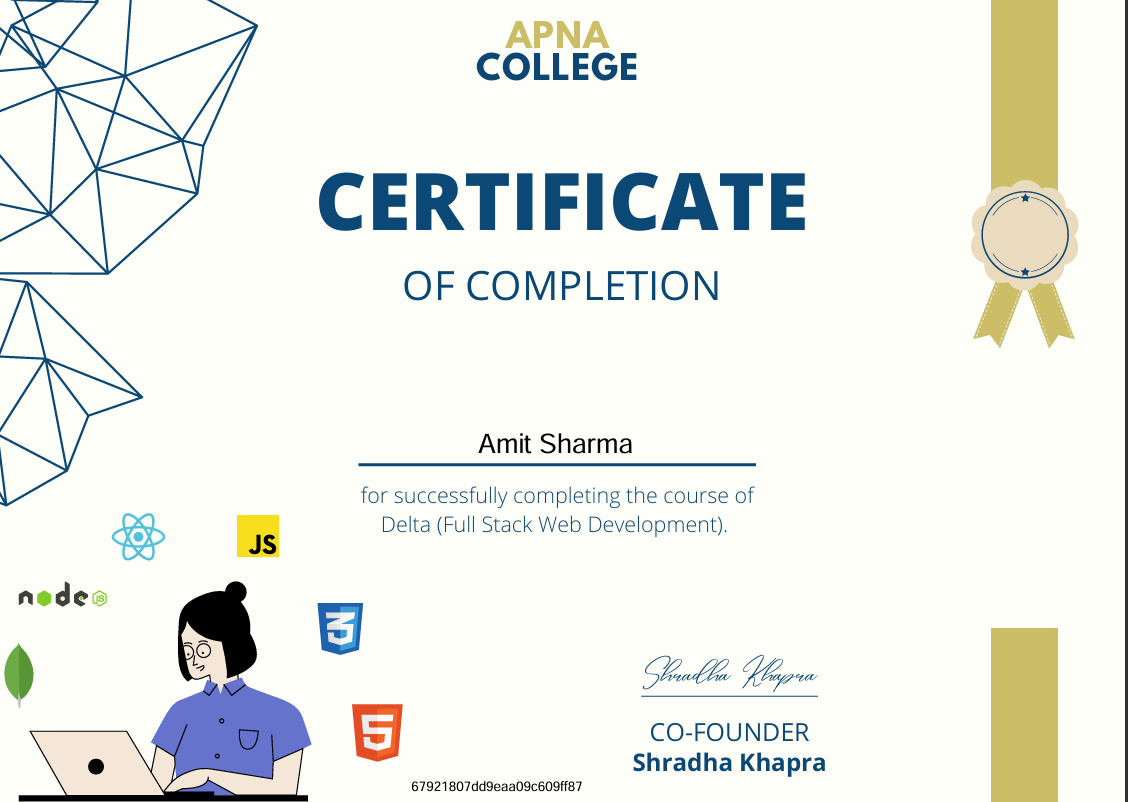 APNA
COLLEGE
CERTIFICATE
OF COMPLETION
Amit Sharma
for successfully completing the course of
Delta (Full Stack Web Development).
JS
node
JS
3
5
Shradha Khapra
CO-FOUNDER
Shradha Khapra
67921807dd9eaa09c609ff87